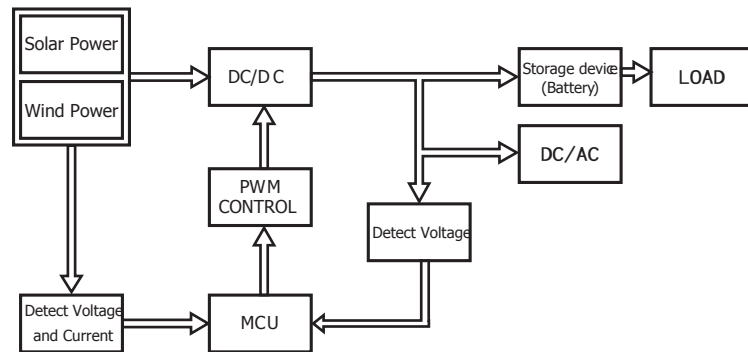 Solar Power
Wind Power
DC/DC
Storage device
(Battery)
LOAD
DC/AC
PWM
CONTROL
Detect Voltage
Detect Voltage
and Current
MCU